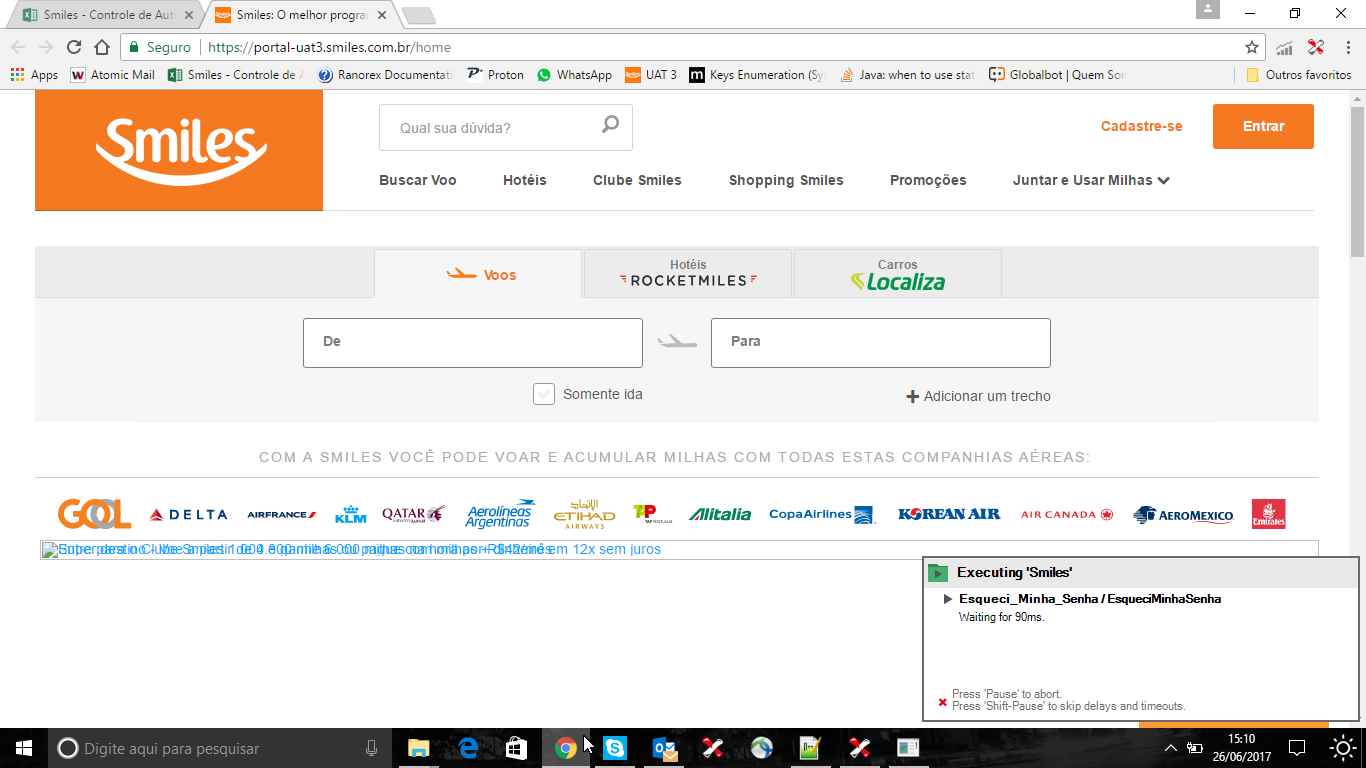 Smiles - Controle de Aut
Smiles: O melhor progra
Seguro
https://portal-uat3.smiles.com.br/home
Apps
Atomic Mail
Smiles - Controle de A
Ranorex Documentat
Proton
WhatsApp
UAT 3
Keys Enumeration (Sy
Java: when to use stat
Globalbot | Quem Som
Outros favoritos
Smiles
Qual sua dúvida?
Cadastre-se
Entrar
Buscar Voo
Hotéis
Clube Smiles
Shopping Smiles
Promoções
Juntar e Usar Milhas
Voos
Hotéis
ROCKETMILES
Carros
Localiza
De
Para
Somente ida
Adicionar um trecho
COM A SMILES VOCÊ PODE VOAR E ACUMULAR MILHAS COM TODAS ESTAS COMPANHIAS AÉREAS:
GOL
DELTA
AIRFRANCE
KLM
QATAR
Aerolíneas
Argentinas
ETIHAD
AIRWAYS
TAP
Alitalia
CopaAirlines
KOREAN AIR
AIR CANADA
AEROMEXICO
Emirates
em 12x sem juros
Executing 'Smiles'
Esqueci_Minha_Senha / EsqueciMinhaSenha
Waiting for 90ms.
Press 'Pause' to abort.
Press 'Shift-Pause' to skip delays and timeouts.
Digite aqui para pesquisar
15:10
26/06/2017